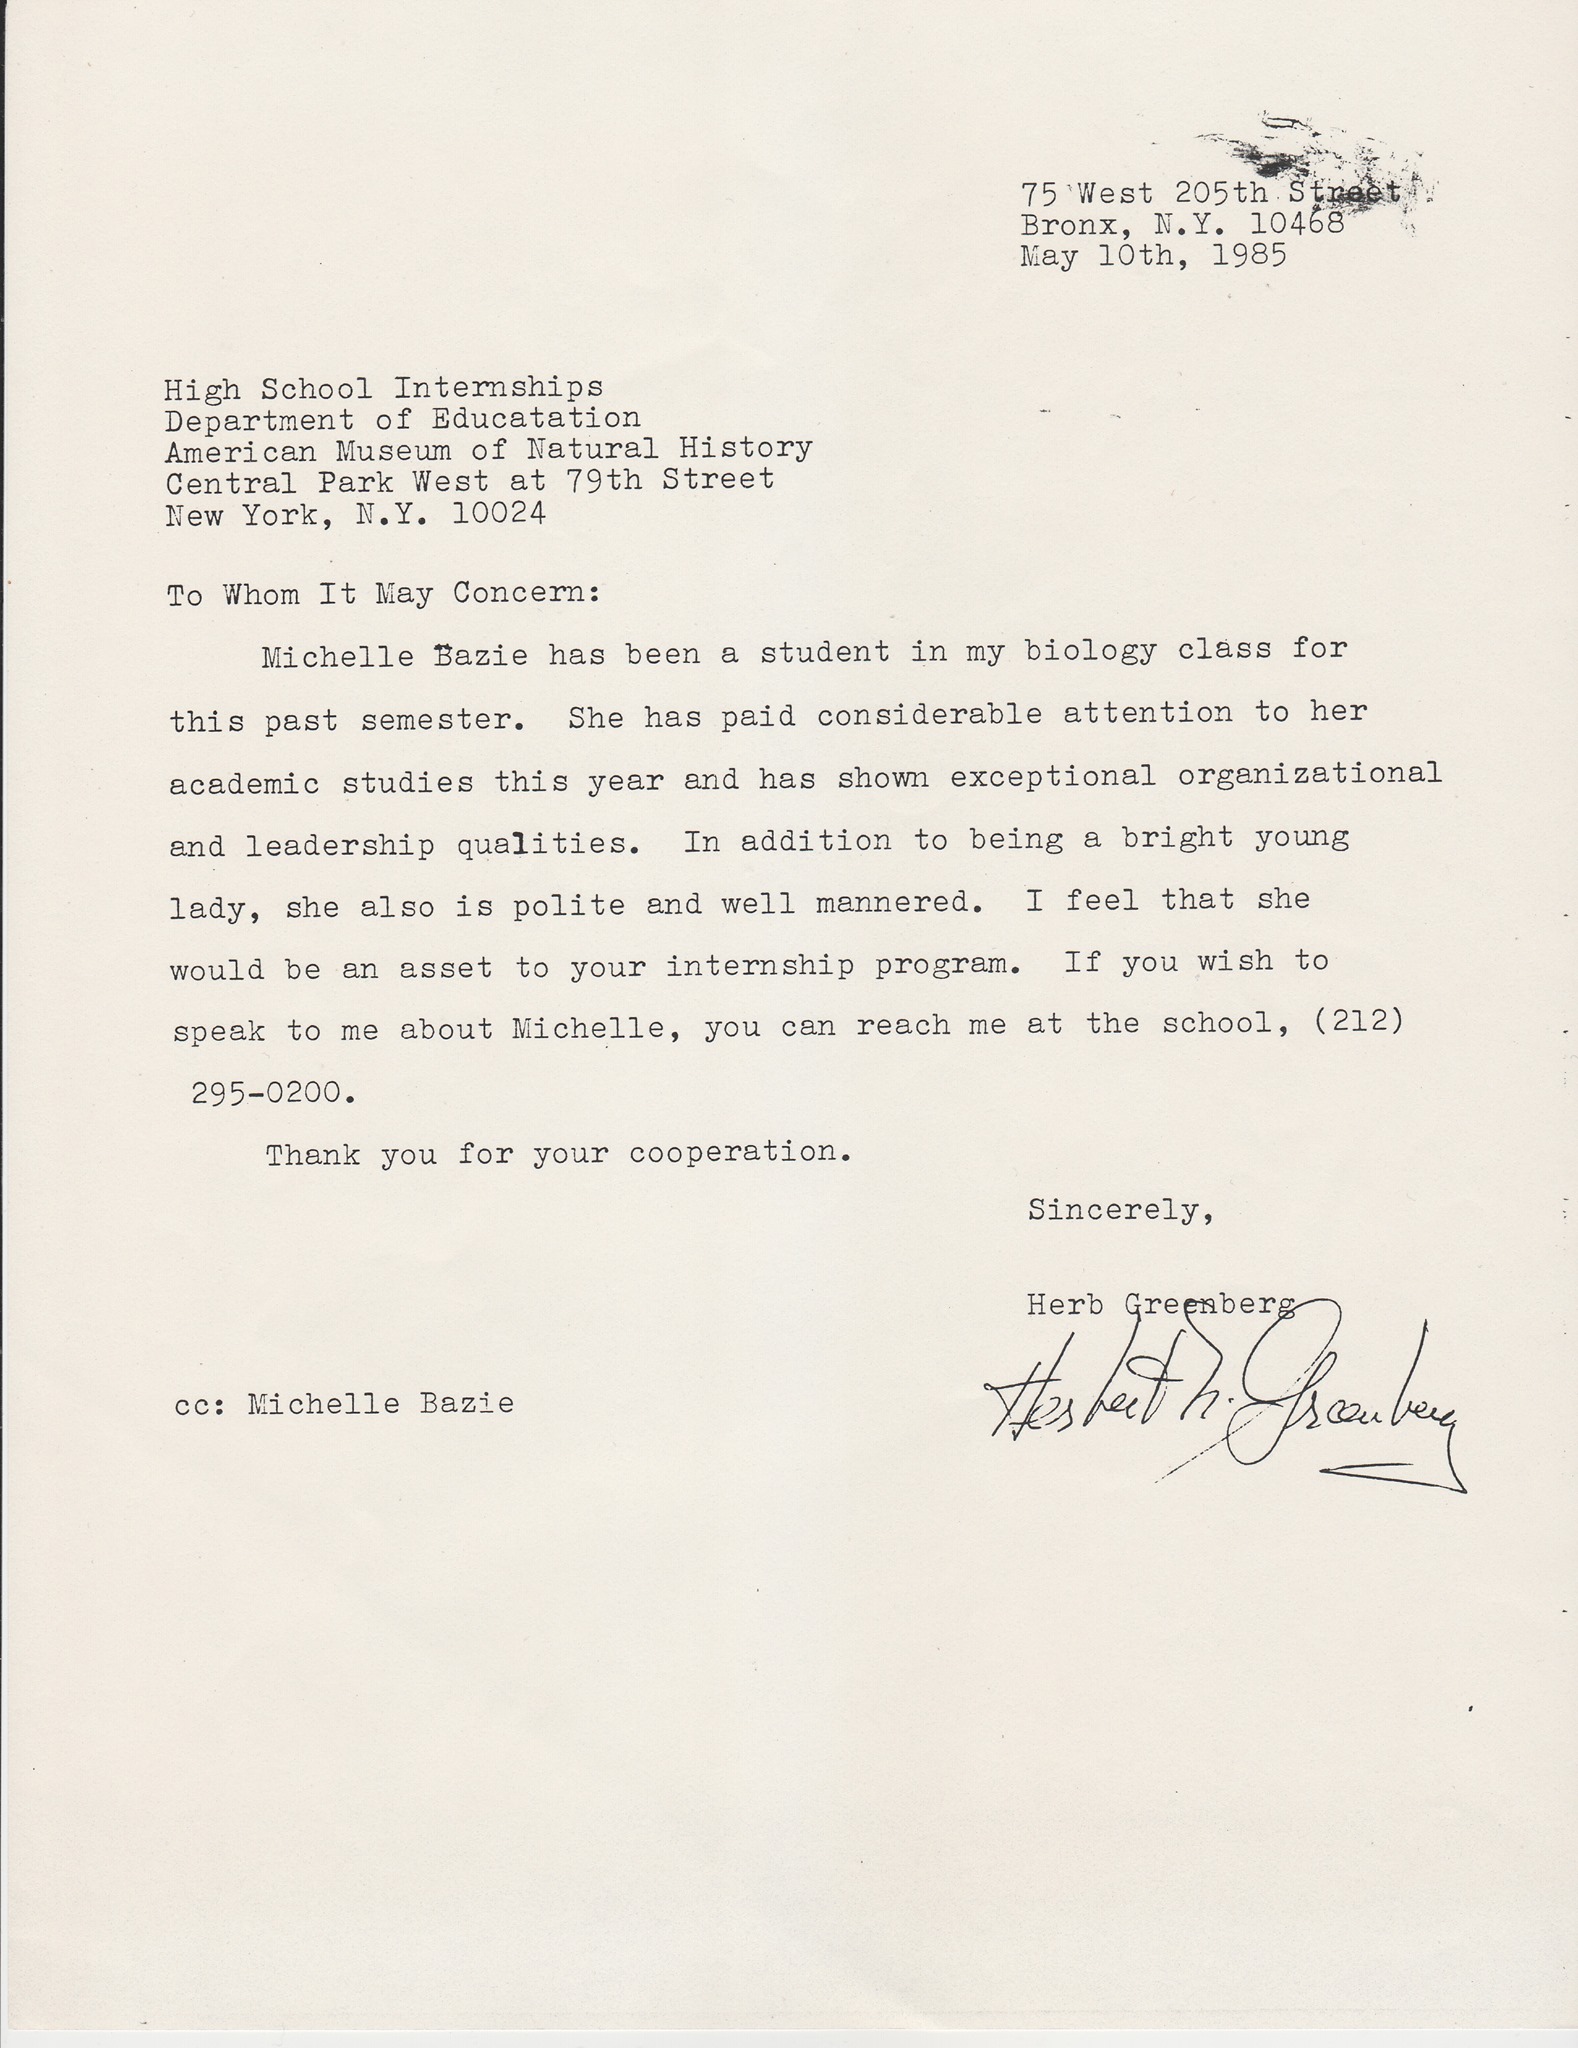 75 West 205th Street
Bronx, N.Y. 10468
May 10th, 1985
High School Internships
Department of Educatation
American Museum of Natural History
Central Park West at 79th Street
New York, N.Y. 10024
To Whom It May Concern:
Michelle Bazie has been a student in my biology class for
this past semester. She has paid considerable attention to her
academic studies this year and has shown exceptional organizational
and leadership qualities. In addition to being a bright young
lady, she also is polite and well mannered. I feel that she
would be an asset to your internship program. If you wish to
speak to me about Michelle, you can reach me at the school, (212)
295-0200.
Thank you for your cooperation.
Sincerely,
Herb Greenberg
Herbert N. Greenberg
cc: Michelle Bazie